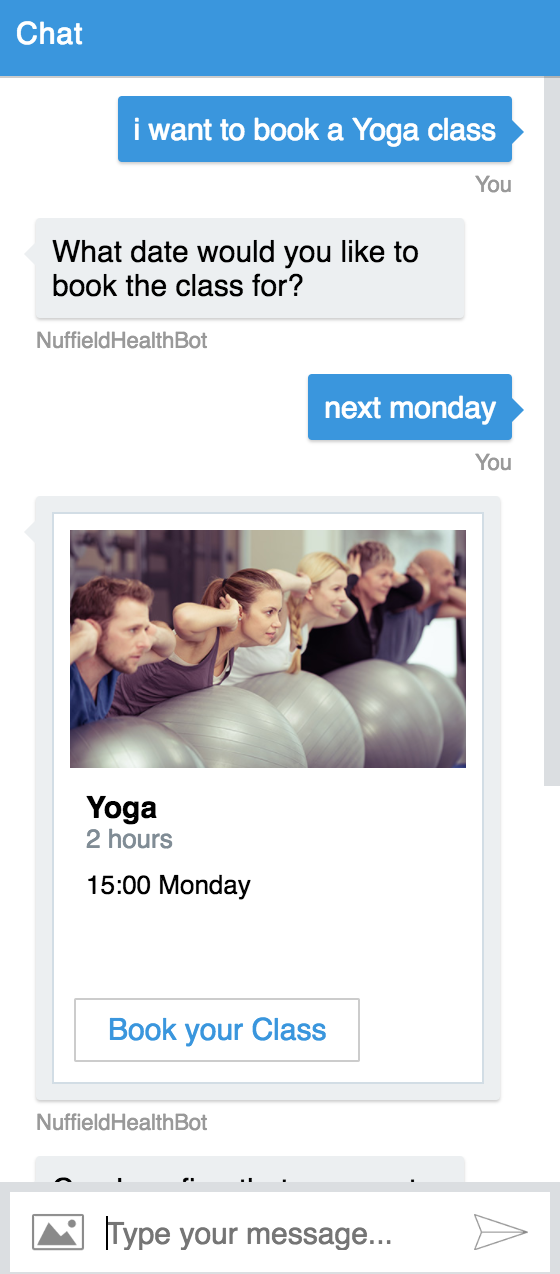 Chat
i want to book a Yoga class
You
What date would you like to
book the class for?
NuffieldHealthBot
next monday
You
Yoga
2 hours
15:00 Monday
Book your Class
NuffieldHealthBot
Type your message...